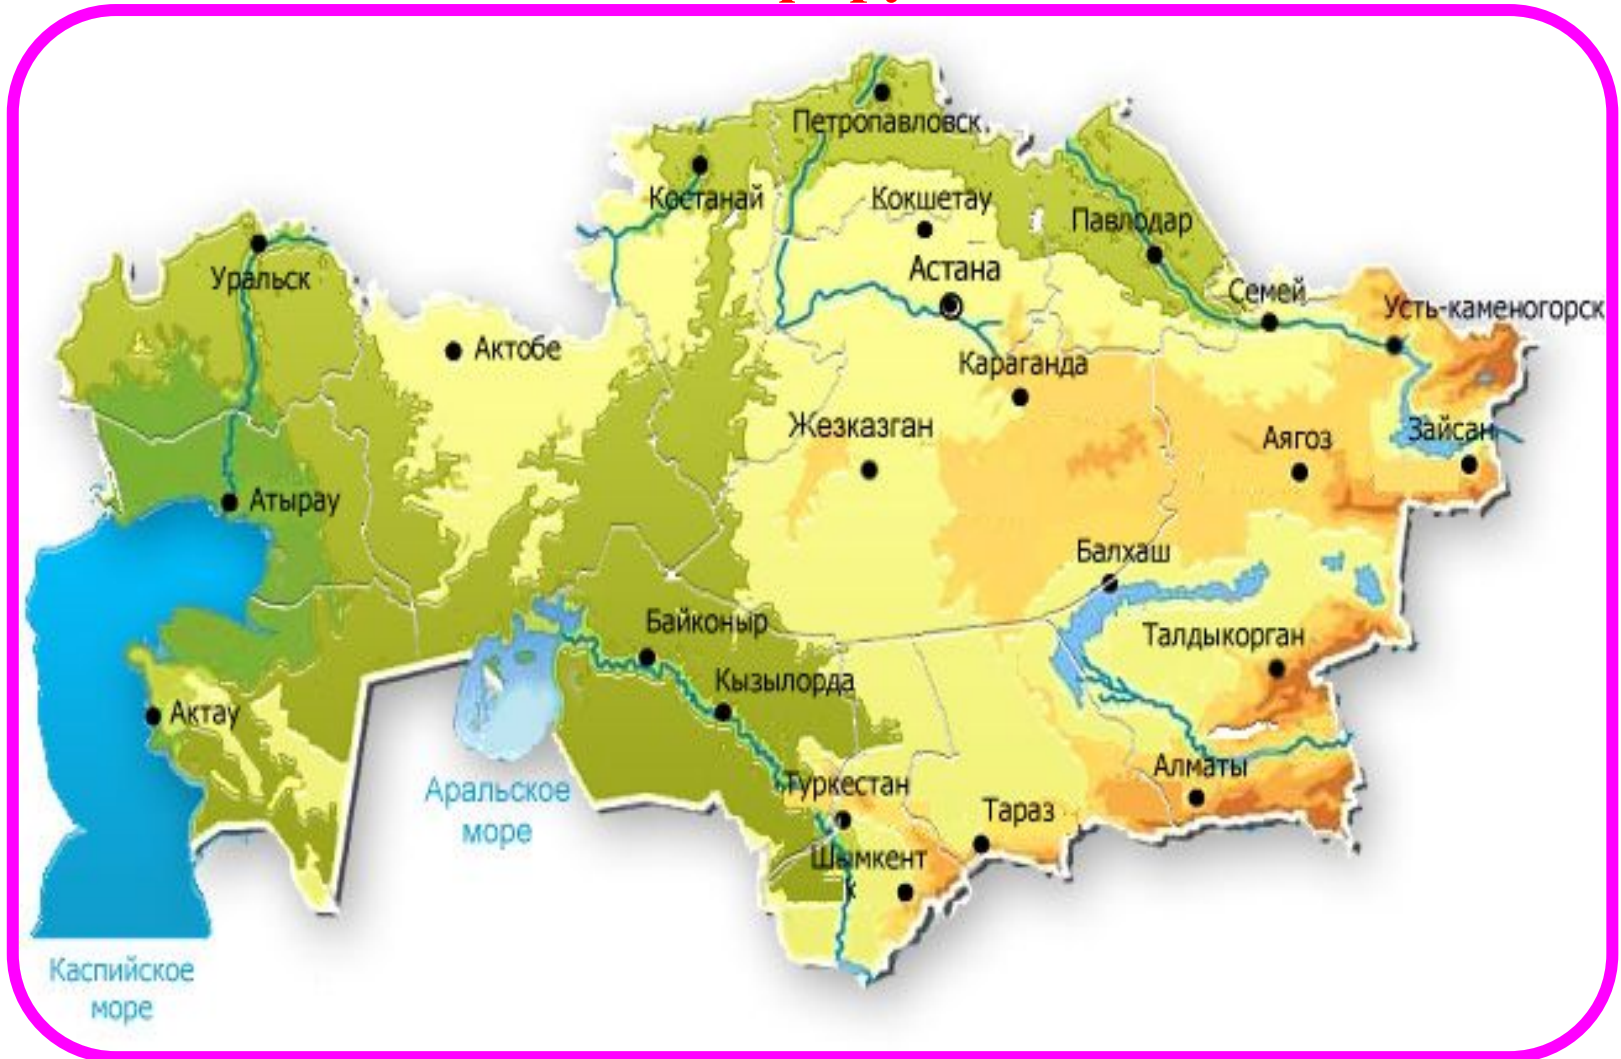 Петропавловск
Костанай
Кокшетау
Павлодар
Уральск
Астана
Семей
Усть-каменогорск
Актобе
Караганда
Жезказган
Аягоз
Зайсан
Атырау
Балхаш
Байконыр
Талдыкорган
Кызылорда
Актау
Алматы
Туркестан
Аральское
море
Тараз
Шымкент
Каспийское
море